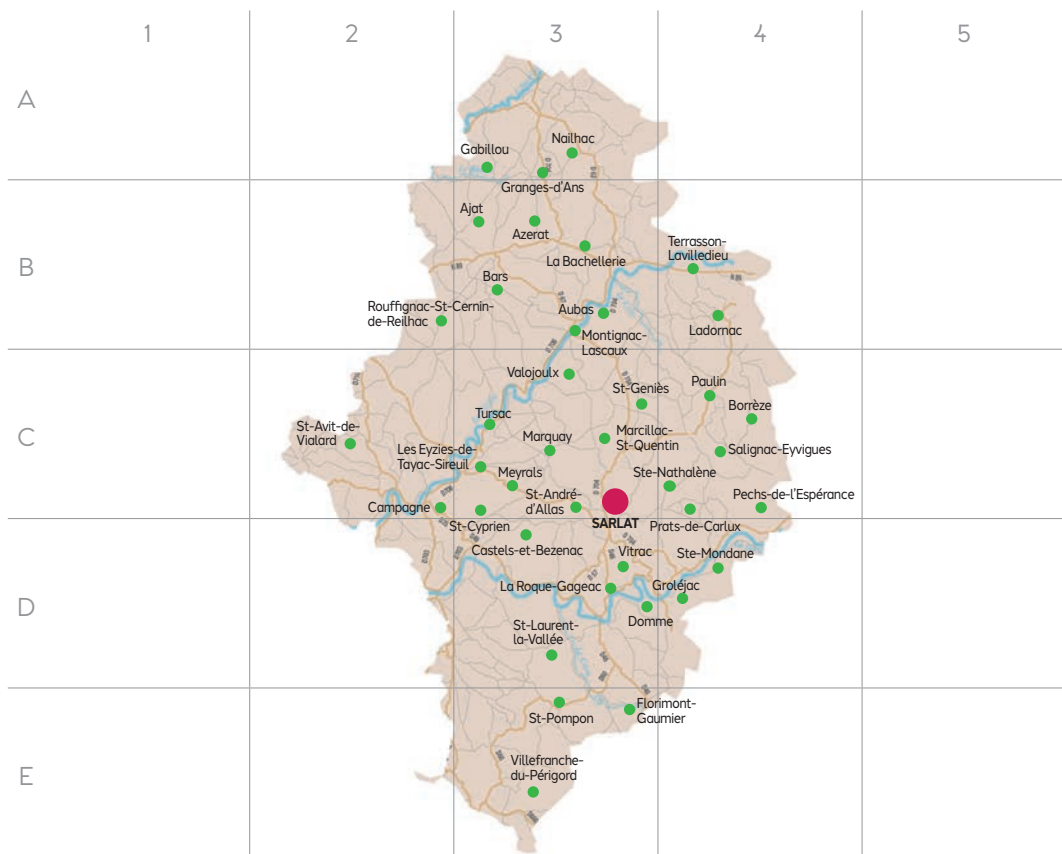 1
2
3
4
5
A
Nailhac
Gabillou
Granges-d'Ans
B
Ajat
Azerat
La Bachellerie
Terrasson-
Lavilledieu
Bars
Rouffignac-St-Cernin-
de-Reilhac
Aubas
Ladornac
Montignac-
Lascaux
C
Valojoulx
St-Geniès
Paulin
Borrèze
Tursac
St-Avit-de-
Vialard
Marquay
Marcillac-
St-Quentin
Salignac-Eyvigues
Les Eyzies-de-
Tayac-Sireuil
Meyrals
Ste-Nathalène
St-André-
d'Allas
Pechs-de-l'Espérance
Campagne
SARLAT
St-Cyprien
Prats-de-Carlux
D
Castels-et-Bezenac
Vitrac
Ste-Mondane
La Roque-Gageac
Groléjac
Domme
St-Laurent-
la-Vallée
E
St-Pompon
Florimont-
Gaumier
Villefranche-
du-Périgord
D 704
D 706